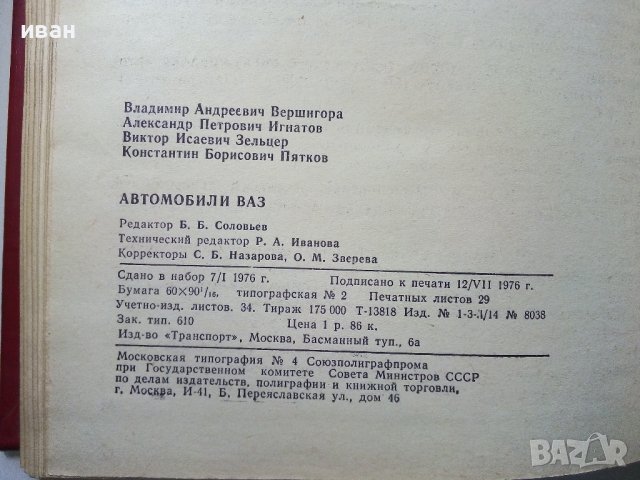 иван
Владимир Андреевич Вершигора
Александр Петрович Игнатов
Виктор Исаевич Зельцер
Константин Борисович Пятков
АВТОМОБИЛИ ВАЗ
Редактор Б. Б. Соловьев
Технический редактор Р. А. Иванова
Корректоры С. Б. Назарова, О. М. Зверева
Сдано в набор 7/I 1976 г. Подписано к печати 12/VII 1976 г.
Бумага 60×90¹/₁₆, типографская № 2 Печатных листов 29
Учетно-изд. листов. 34. Тираж 175 000 Т-13818 Изд. № 1-3-Л/14 № 8038
Зак. тип. 610 Цена 1 р. 86 к.
Изд-во «Транспорт», Москва, Басманный туп., 6а
Московская типография № 4 Союзполиграфпрома
при Государственном комитете Совета Министров СССР
по делам издательств, полиграфии и книжной торговли,
г. Москва, И-41, Б. Переяславская ул., дом 46
BAZAR